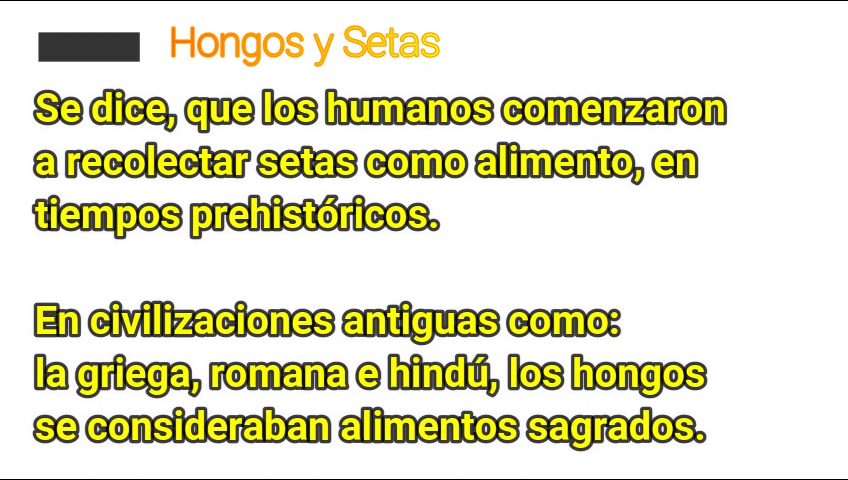 Hongos y Setas
Se dice, que los humanos comenzaron
a recolectar setas como alimento, en
tiempos prehistóricos.
En civilizaciones antiguas como:
la griega, romana e hindú, los hongos
se consideraban alimentos sagrados.